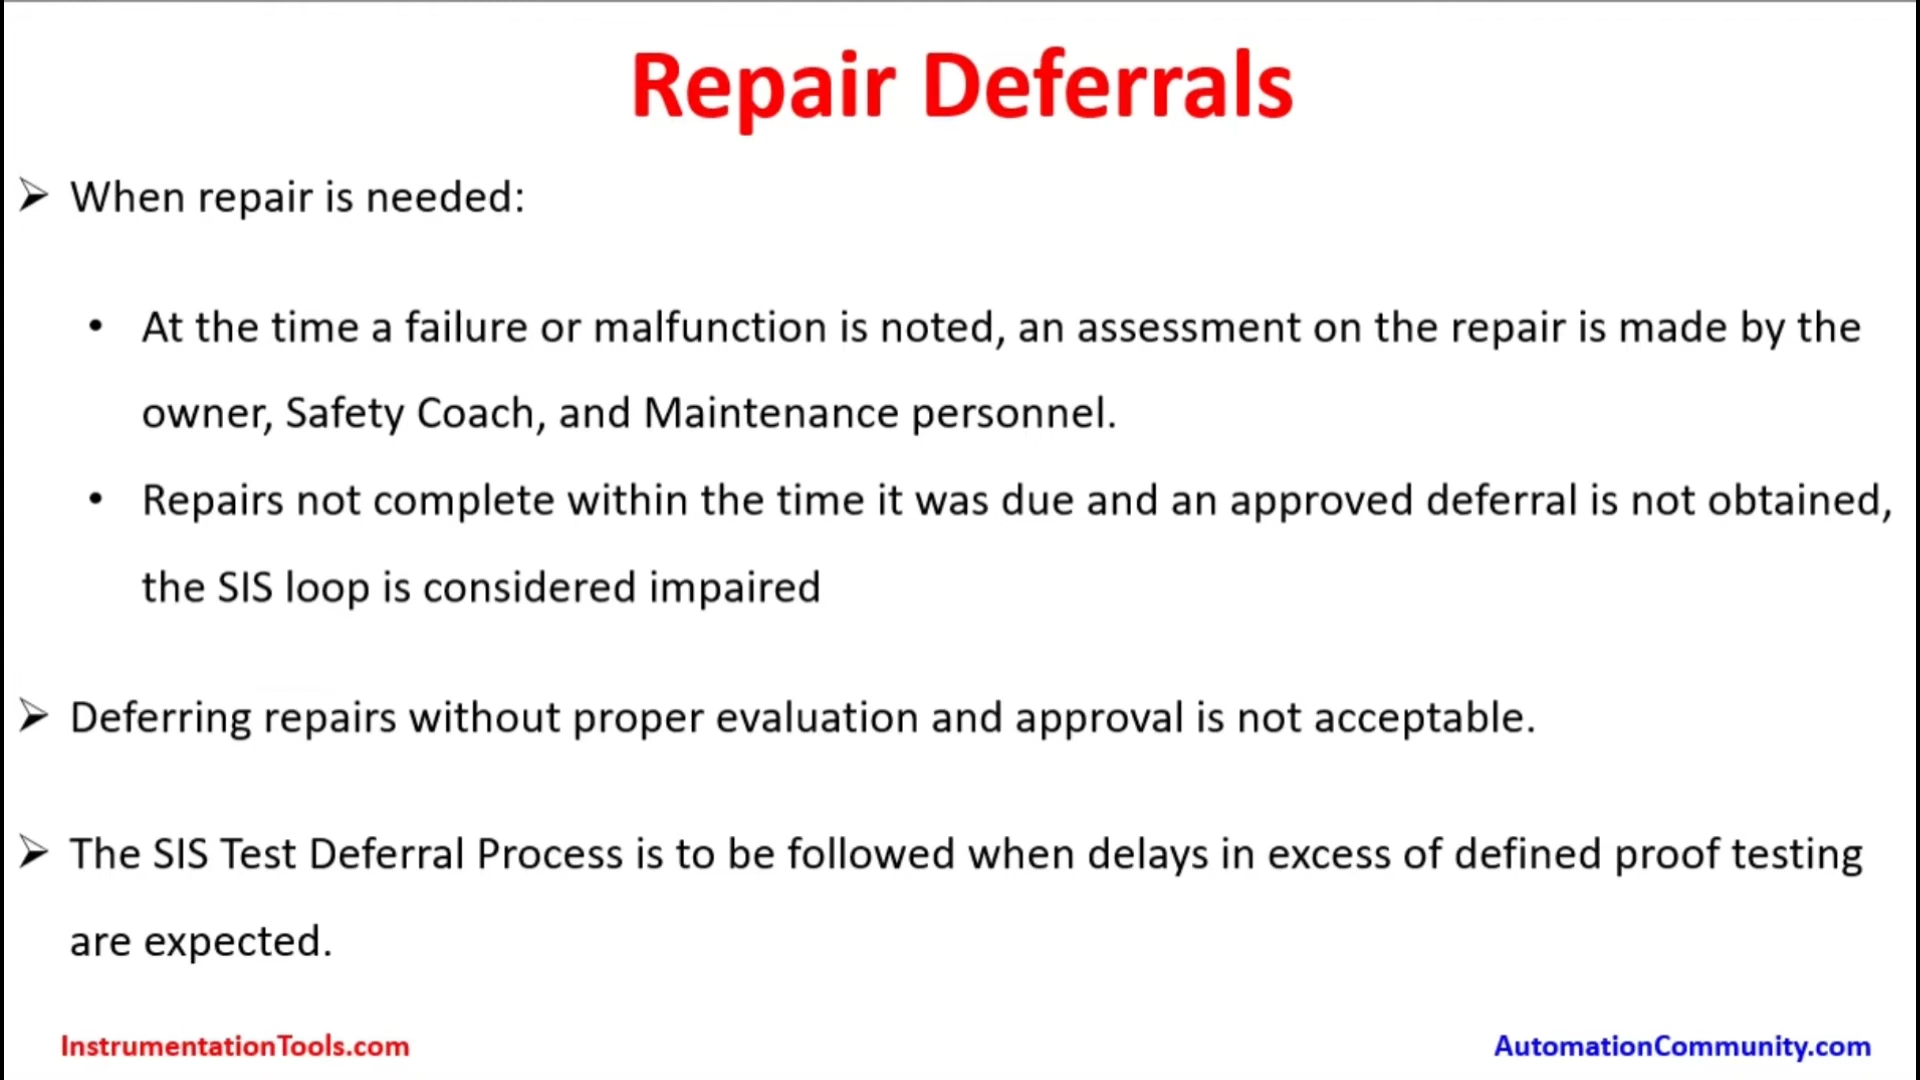 Repair Deferrals
➢ When repair is needed:
• At the time a failure or malfunction is noted, an assessment on the repair is made by the
owner, Safety Coach, and Maintenance personnel.
• Repairs not complete within the time it was due and an approved deferral is not obtained,
the SIS loop is considered impaired
➢ Deferring repairs without proper evaluation and approval is not acceptable.
➢ The SIS Test Deferral Process is to be followed when delays in excess of defined proof testing
are expected.
InstrumentationTools.com
AutomationCommunity.com